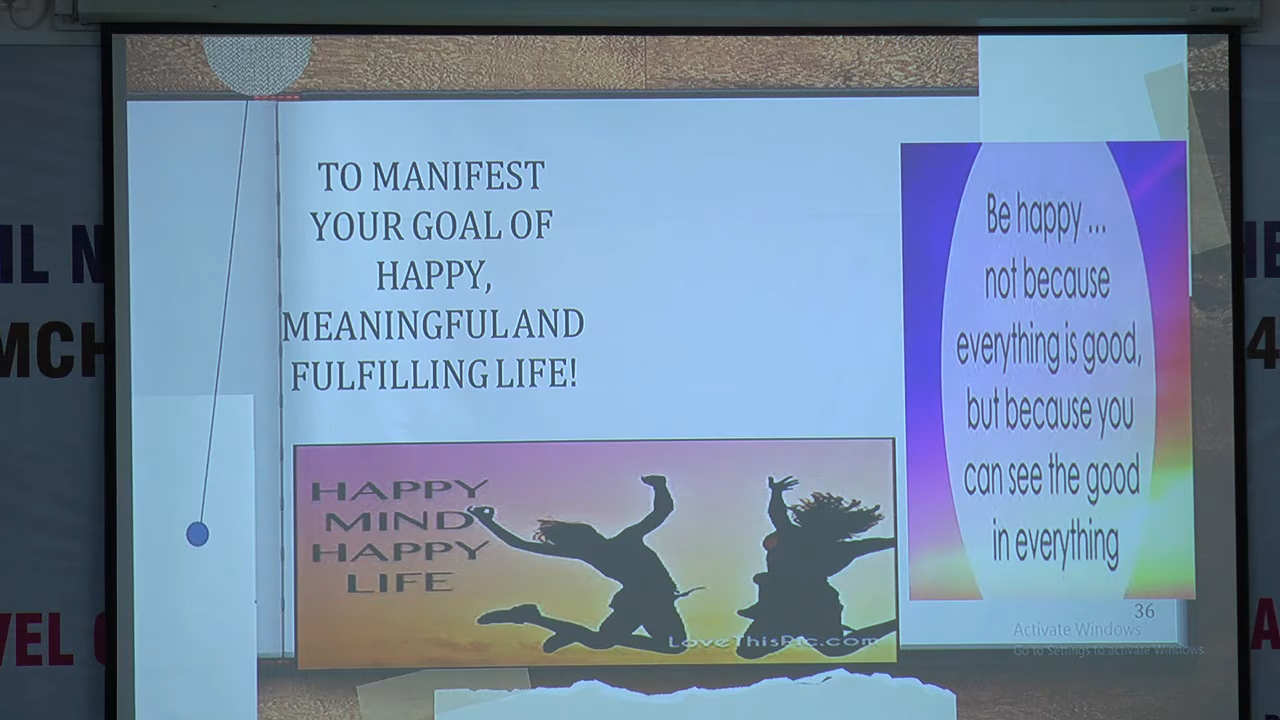 TO MANIFEST
YOUR GOAL OF
HAPPY,
MEANINGFUL AND
FULFILLING LIFE!
HAPPY
MIND
HAPPY
LIFE
LoveThisPic.com
Be happy ...
not because
everything is good,
but because you
can see the good
in everything
36
Activate Windows
Go to Settings to activate Windows.